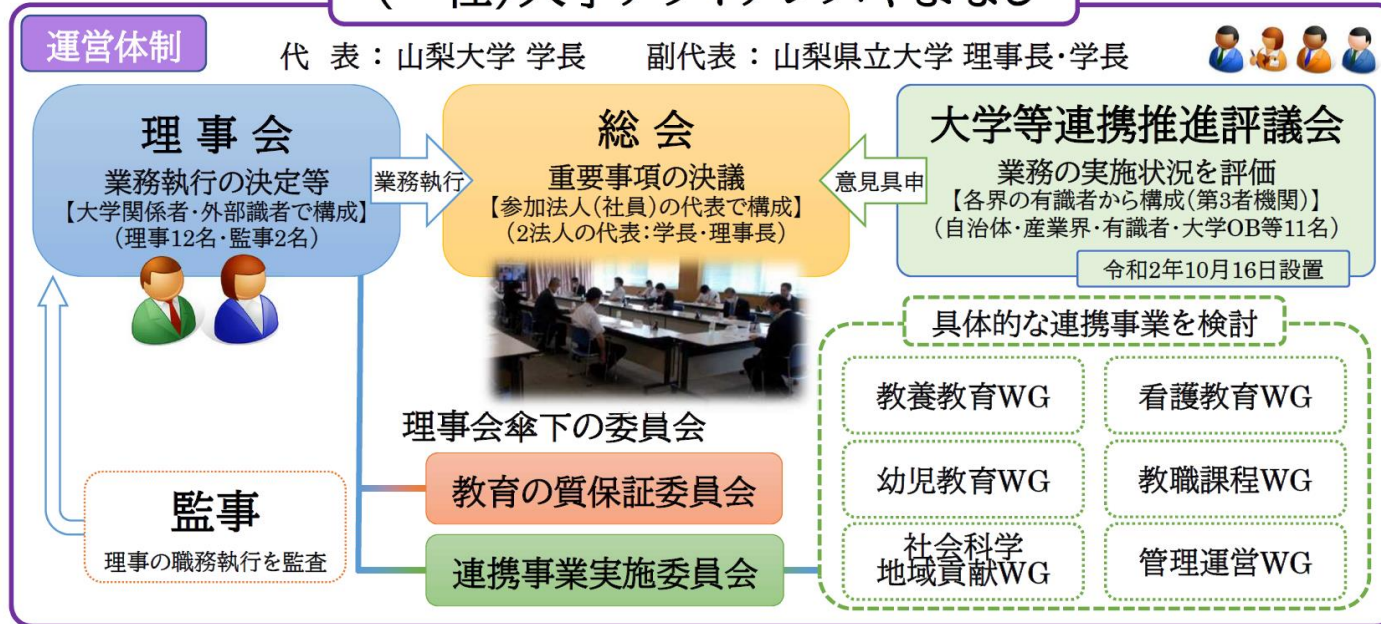 運営体制
代 表：山梨大学 学長 副代表：山梨県立大学 理事長・学長
理事会
業務執行の決定等
【大学関係者・外部識者で構成】
(理事12名・監事2名)
業務執行
総会
重要事項の決議
【参加法人(社員)の代表で構成】
(2法人の代表：学長・理事長)
意見具申
大学等連携推進評議会
業務の実施状況を評価
【各界の有識者から構成(第3者機関)】
(自治体・産業界・有識者・大学OB等11名)
令和2年10月16日設置
監事
理事の職務執行を監査
理事会傘下の委員会
教育の質保証委員会
連携事業実施委員会
具体的な連携事業を検討
教養教育WG
看護教育WG
幼児教育WG
教職課程WG
社会科学
地域貢献WG
管理運営WG